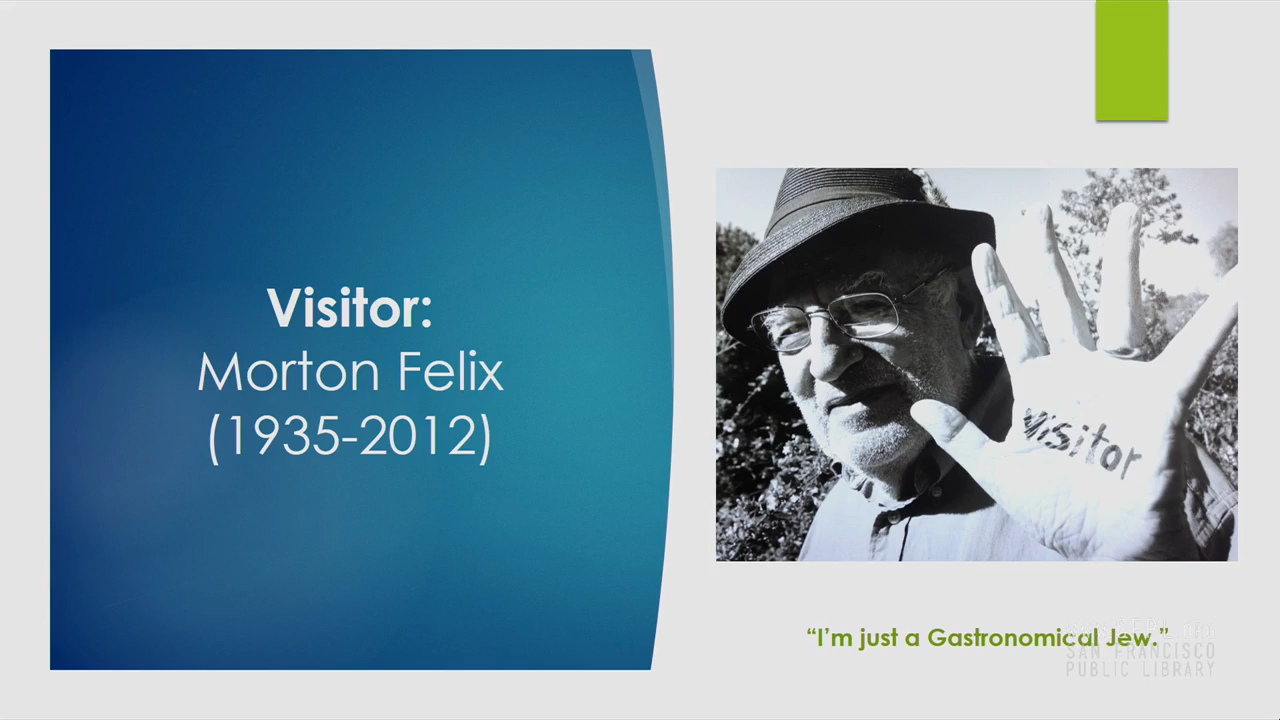 Visitor:
Morton Felix
(1935-2012)
visitor
“I’m just a Gastronomical Jew.”
SAN FRANCISCO
PUBLIC LIBRARY